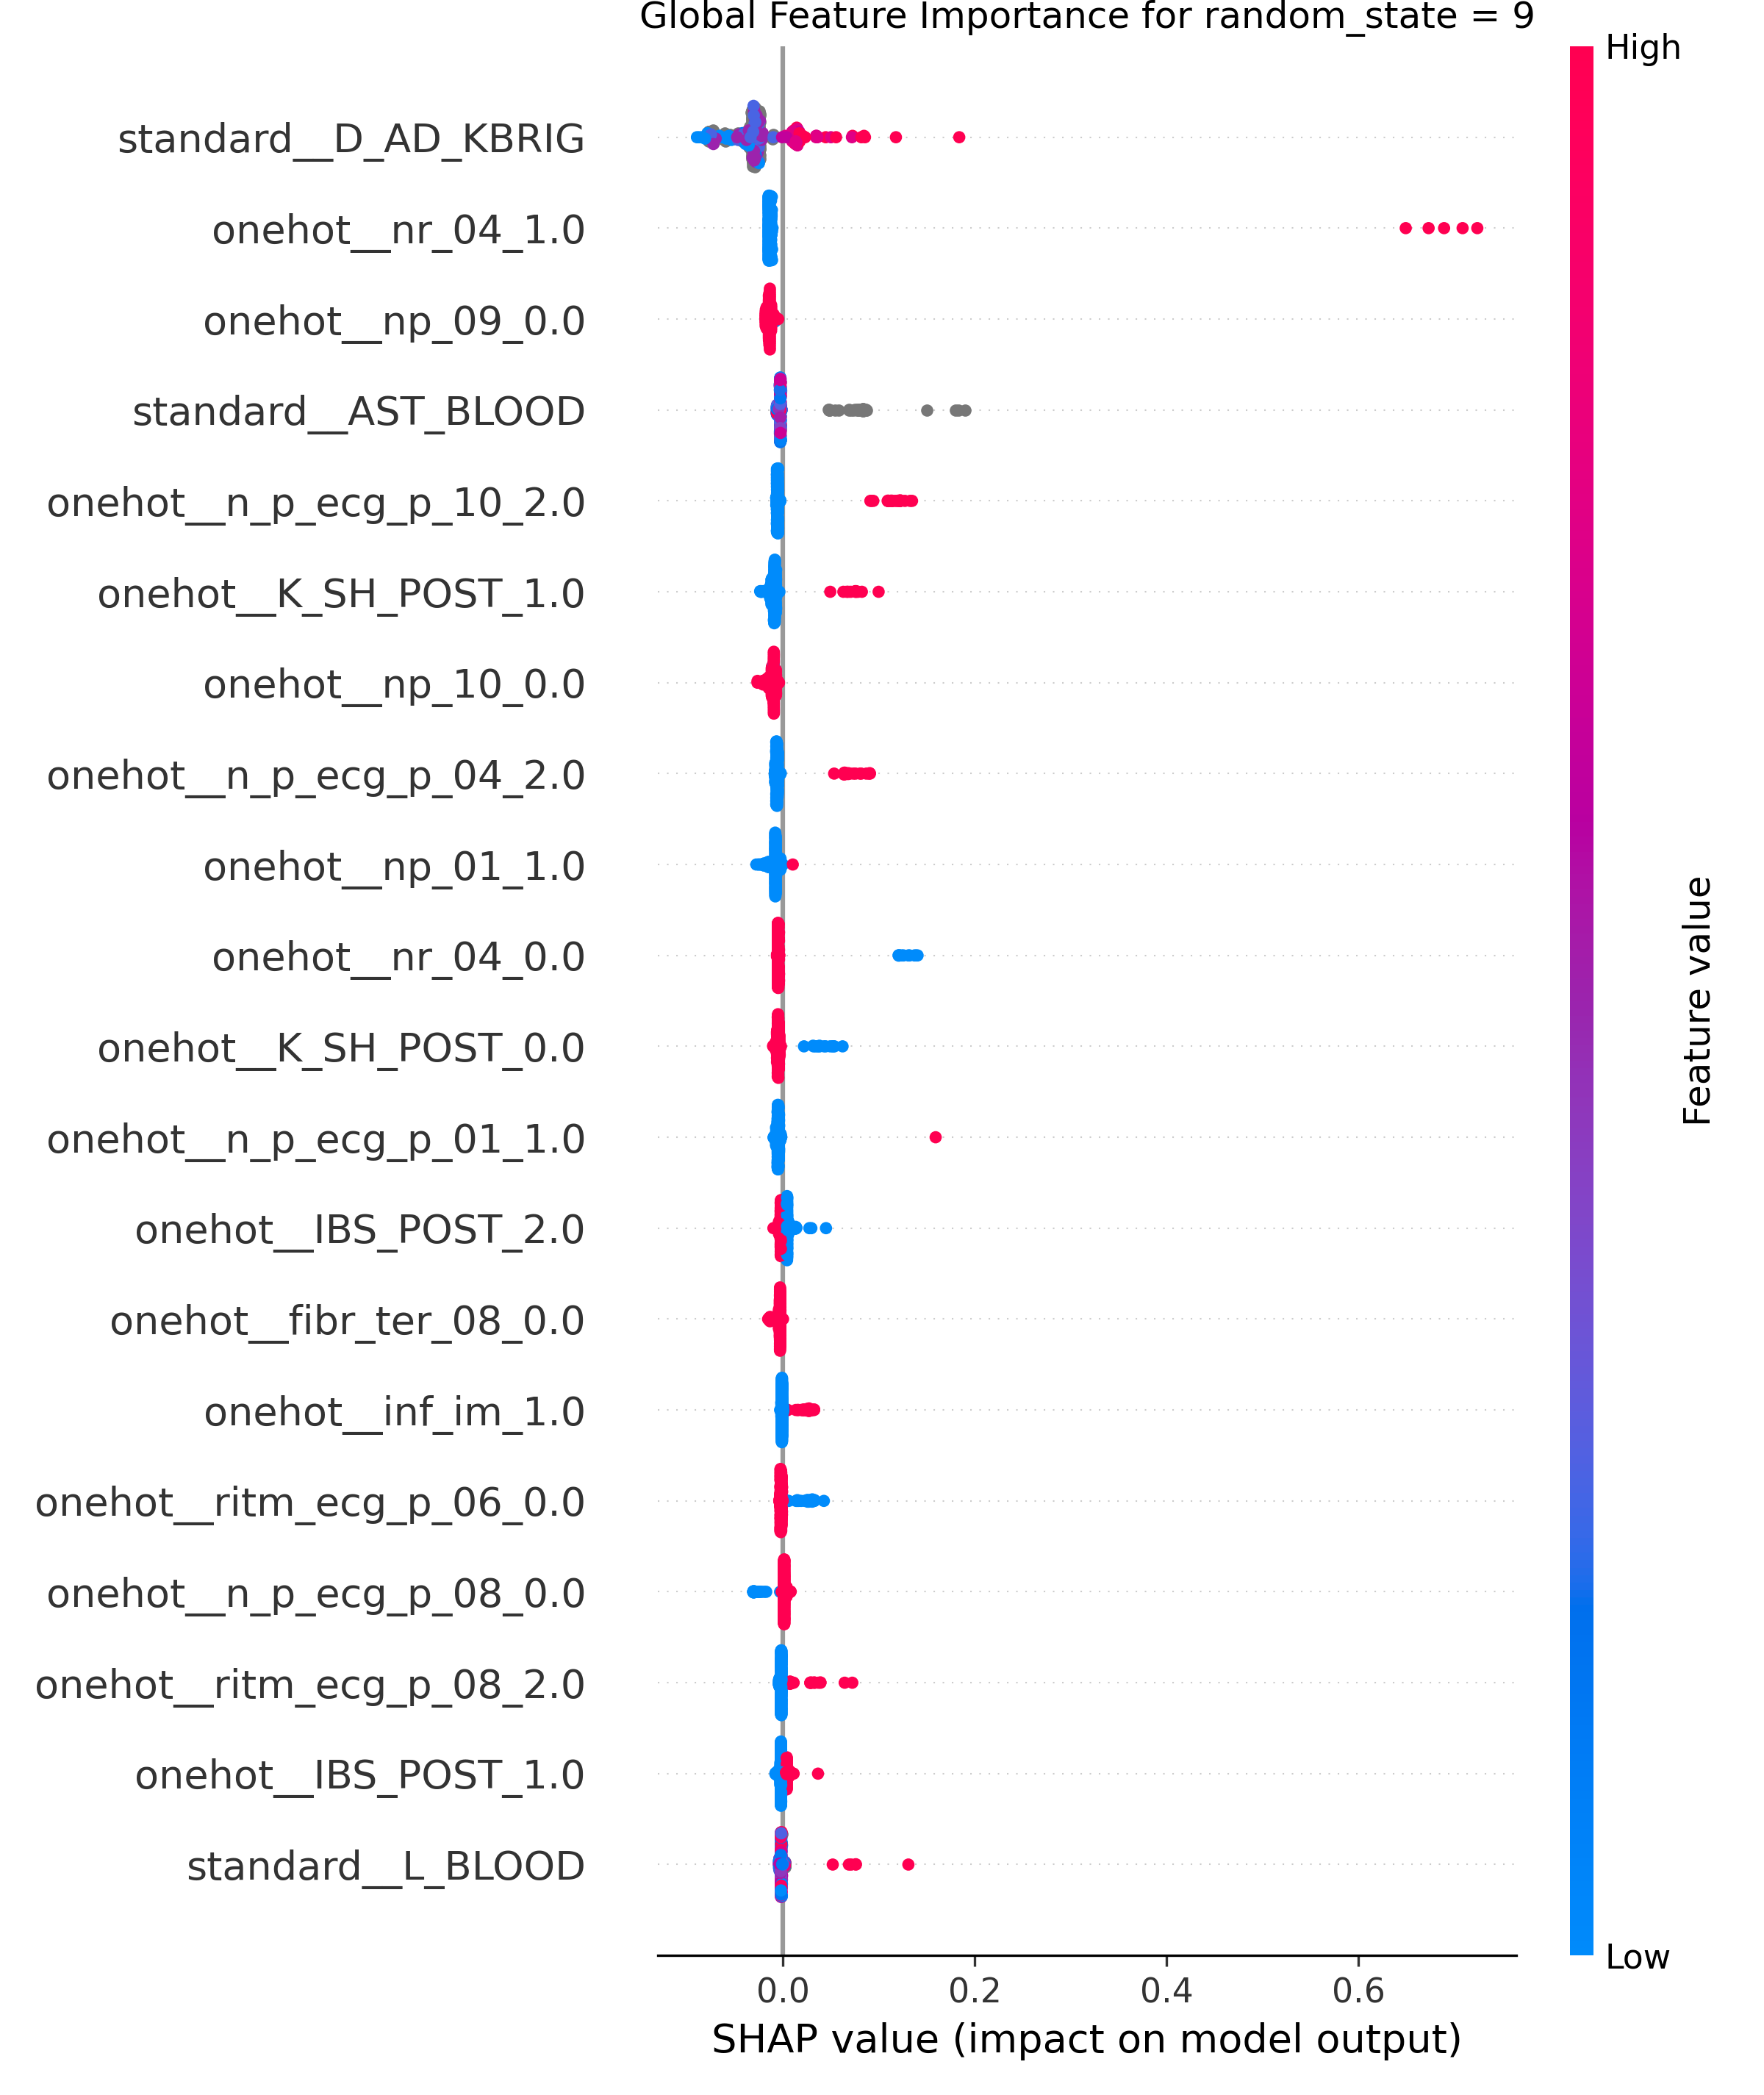 Global Feature Importance for random_state = 9
High
standard__D_AD_KBRIG
onehot__nr_04_1.0
onehot__np_09_0.0
standard__AST_BLOOD
onehot__n_p_ecg_p_10_2.0
onehot__K_SH_POST_1.0
onehot__np_10_0.0
onehot__n_p_ecg_p_04_2.0
onehot__np_01_1.0
onehot__nr_04_0.0
onehot__K_SH_POST_0.0
onehot__n_p_ecg_p_01_1.0
onehot__IBS_POST_2.0
onehot__fibr_ter_08_0.0
onehot__inf_im_1.0
onehot__ritm_ecg_p_06_0.0
onehot__n_p_ecg_p_08_0.0
onehot__ritm_ecg_p_08_2.0
onehot__IBS_POST_1.0
standard__L_BLOOD
Feature value
Low
0.0 0.2 0.4 0.6
SHAP value (impact on model output)